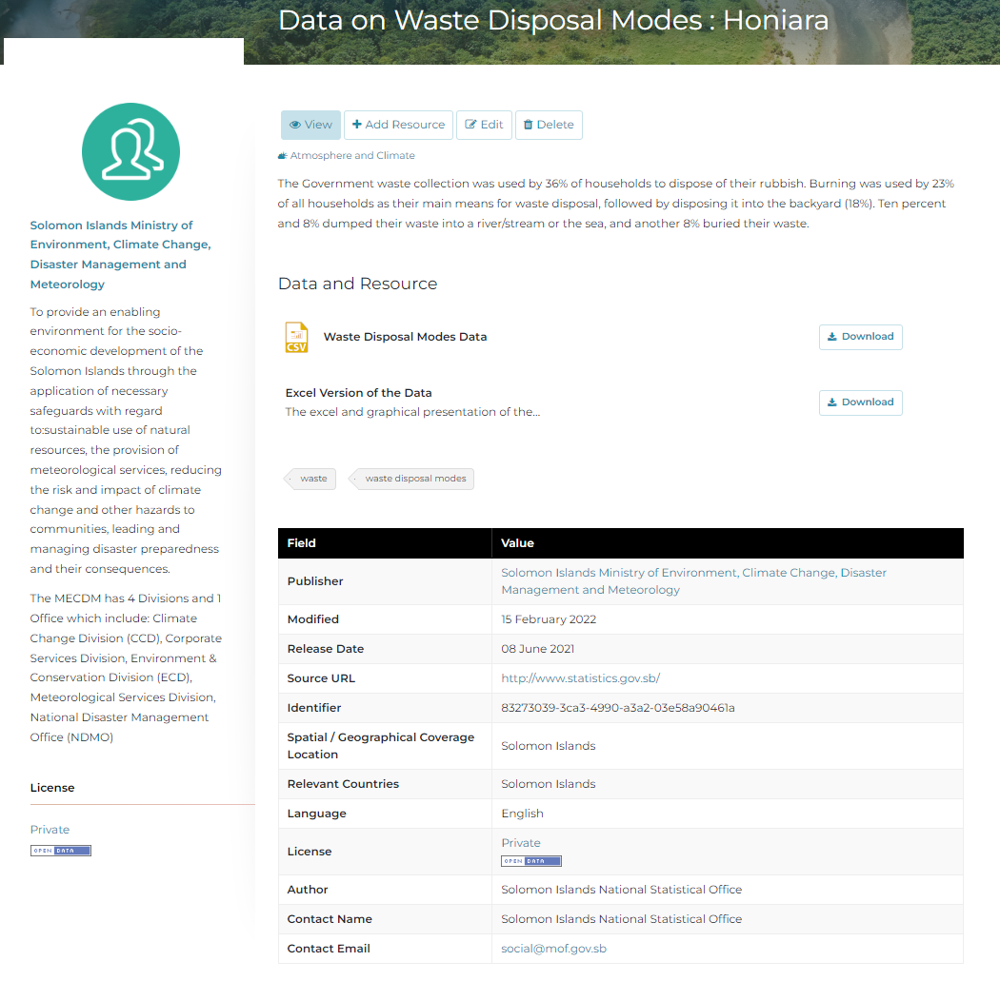 Data on Waste Disposal Modes : Honiara
Solomon Islands Ministry of
Environment, Climate Change,
Disaster Management and
Meteorology
To provide an enabling
environment for the socio-
economic development of the
Solomon Islands through the
application of necessary
safeguards with regard
to:sustainable use of natural
resources, the provision of
meteorological services, reducing
the risk and impact of climate
change and other hazards to
communities, leading and
managing disaster preparedness
and their consequences.
The MECDM has 4 Divisions and 1
Office which include: Climate
Change Division (CCD), Corporate
Services Division, Environment &
Conservation Division (ECD),
Meteorological Services Division,
National Disaster Management
Office (NDMO)
License
Private
OPEN DATA
View Add Resource Edit Delete
Atmosphere and Climate
The Government waste collection was used by 36% of households to dispose of their rubbish. Burning was used by 23%
of all households as their main means for waste disposal, followed by disposing it into the backyard (18%). Ten percent
and 8% dumped their waste into a river/stream or the sea, and another 8% buried their waste.
Data and Resource
CSV Waste Disposal Modes Data Download
Excel Version of the Data Download
The excel and graphical presentation of the...
waste waste disposal modes
Field Value
Publisher Solomon Islands Ministry of Environment, Climate Change, Disaster
Management and Meteorology
Modified 15 February 2022
Release Date 08 June 2021
Source URL http://www.statistics.gov.sb/
Identifier 83273039-3ca3-4990-a3a2-03e58a90461a
Spatial / Geographical Coverage
Location Solomon Islands
Relevant Countries Solomon Islands
Language English
License Private
OPEN DATA
Author Solomon Islands National Statistical Office
Contact Name Solomon Islands National Statistical Office
Contact Email social@mof.gov.sb